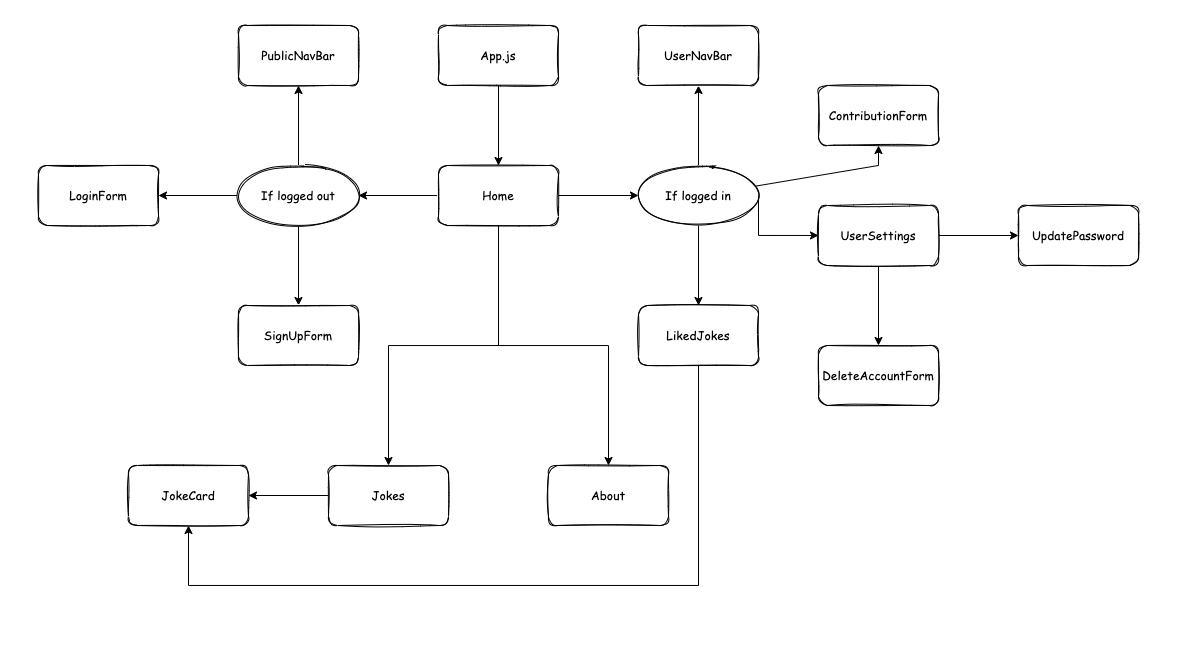 PublicNavBar
App.js
UserNavBar
ContributionForm
LoginForm
If logged out
Home
If logged in
UserSettings
UpdatePassword
SignUpForm
LikedJokes
DeleteAccountForm
JokeCard
Jokes
About